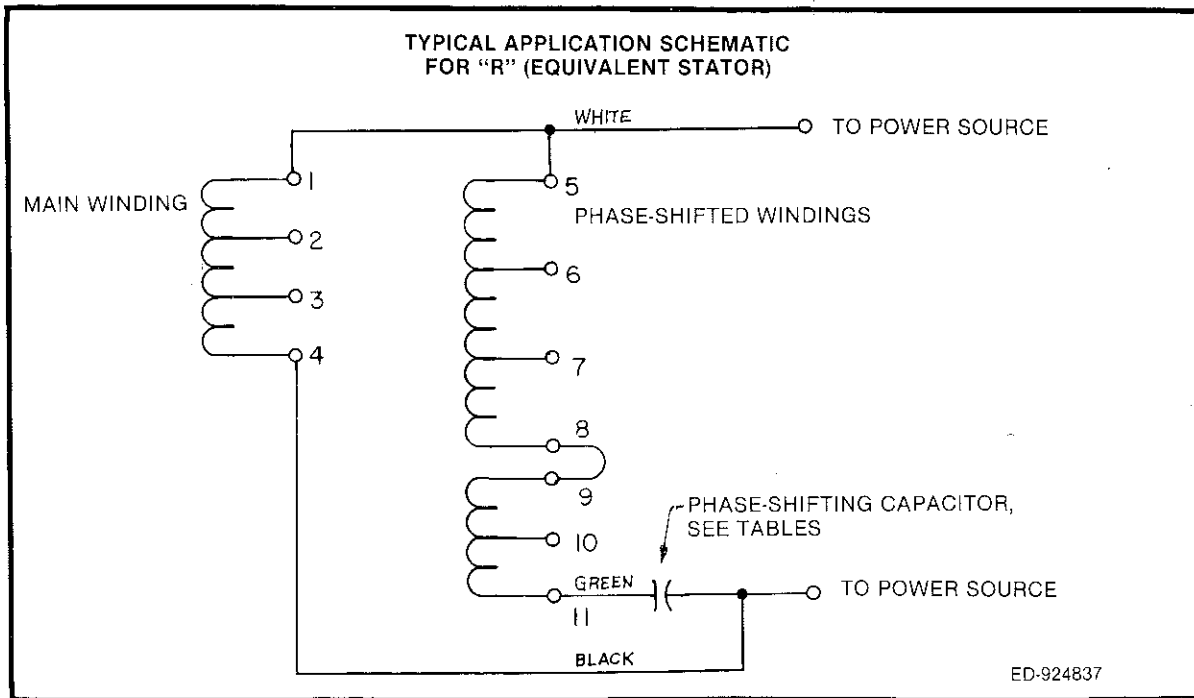 TYPICAL APPLICATION SCHEMATIC
FOR "R" (EQUIVALENT STATOR)
WHITE
TO POWER SOURCE
MAIN WINDING
1
2
3
4
5
PHASE-SHIFTED WINDINGS
6
7
8
9
10
11
PHASE-SHIFTING CAPACITOR,
SEE TABLES
GREEN
TO POWER SOURCE
BLACK
ED-924837